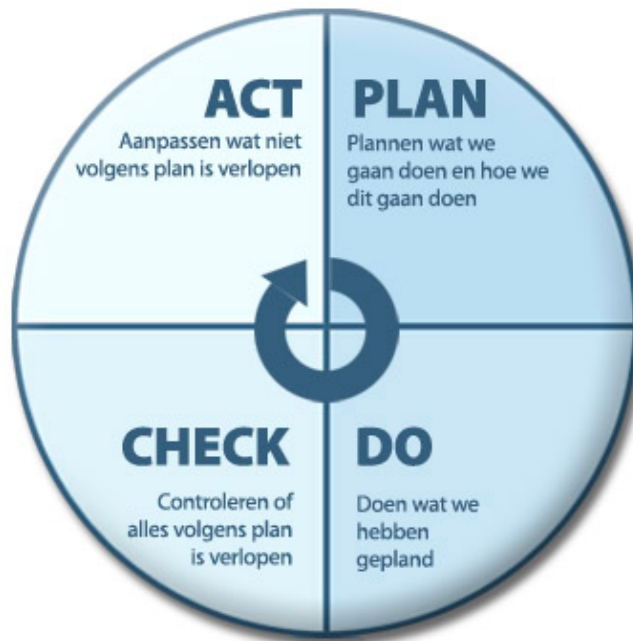 ACT
Aanpassen wat niet
volgens plan is verlopen
PLAN
Plannen wat we
gaan doen en hoe we
dit gaan doen
CHECK
Controleren of
alles volgens plan
is verlopen
DO
Doen wat we
hebben
gepland